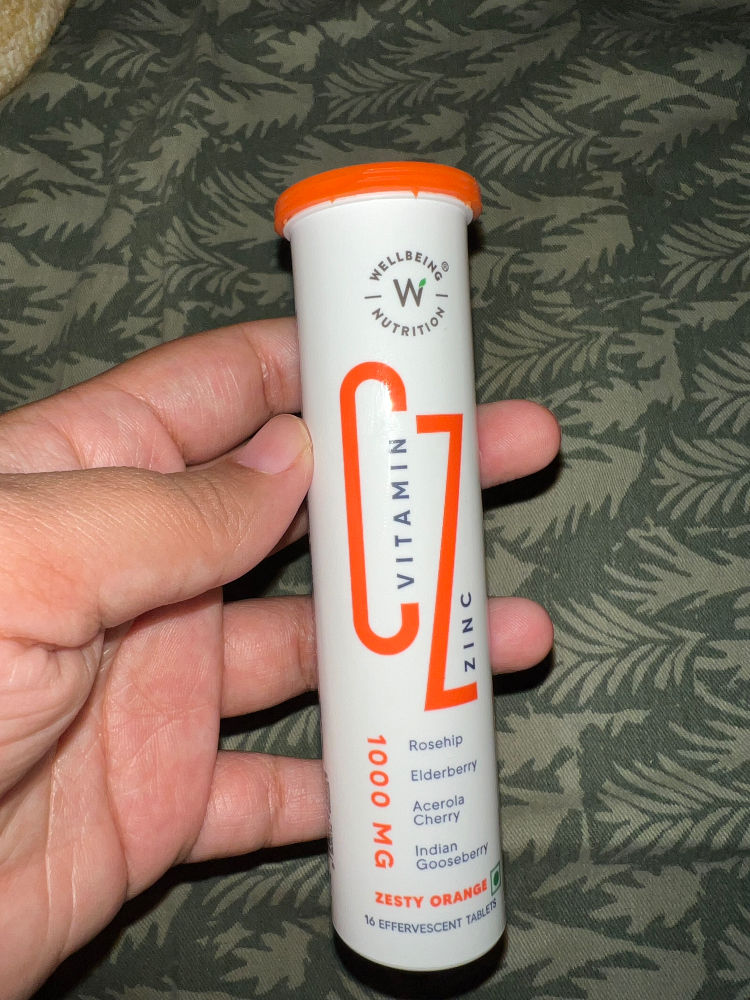 WELLBEING®
W
NUTRITION
C
VITAMIN
Z
ZINC
1000 MG
Rosehip
Elderberry
Acerola
Cherry
Indian
Gooseberry
ZESTY ORANGE
16 EFFERVESCENT TABLETS